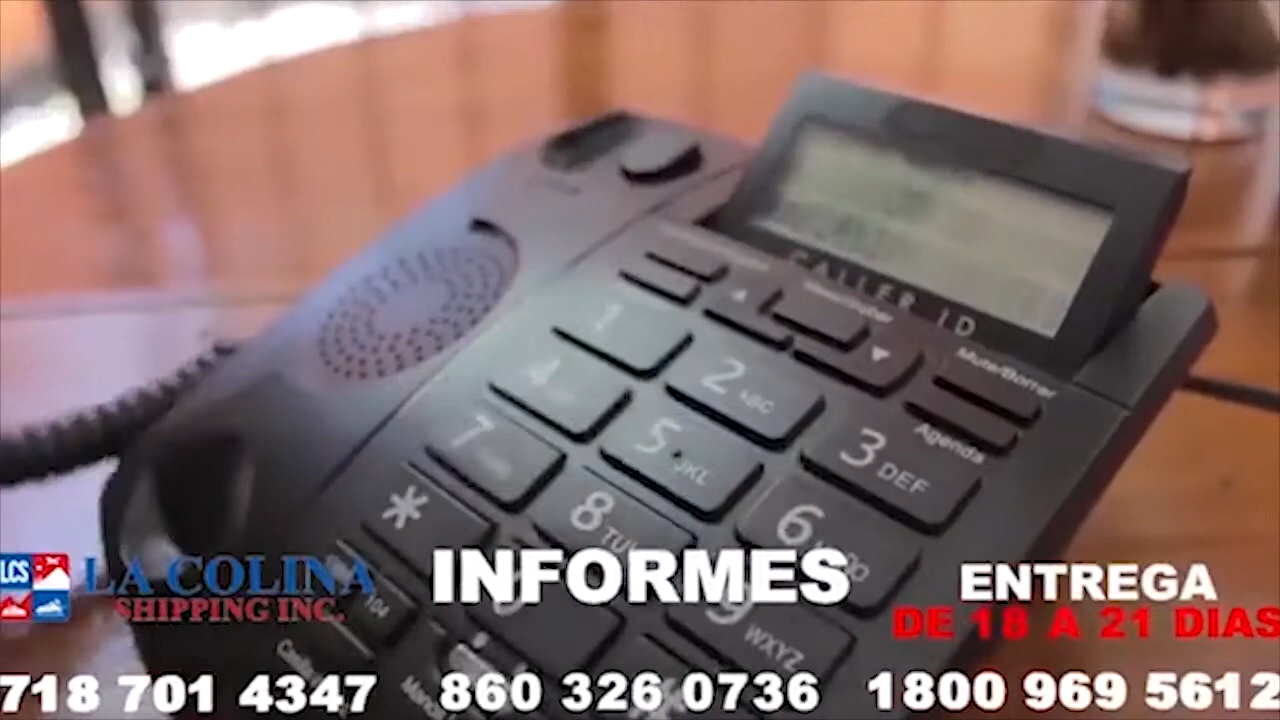 CALLER ID
Mute/Borrar
Agenda
1
2 ABC
3 DEF
4
5 JKL
6
7
8 TUV
9 WXYZ
*
LCS
LA COLINA
SHIPPING INC.
INFORMES
ENTREGA
DE 18 A 21 DIAS
718 701 4347
860 326 0736
1800 969 5612